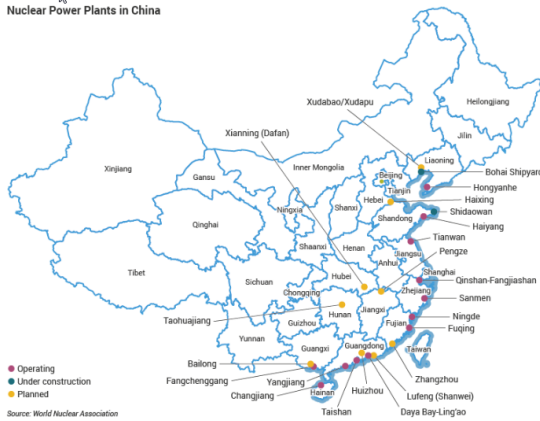 Nuclear Power Plants in China
Heilongjiang
Xudabao/Xudapu
Jilin
Xianning (Dafan)
Liaoning
Inner Mongolia
Bohai Shipyard
Xinjiang
Gansu
Beijing
Tianjin
Hongyanhe
Hebei
Haixing
Ningxia
Shanxi
Shandong
Shidaowan
Qinghai
Haiyang
Shaanxi
Henan
Tianwan
Jiangsu
Pengze
Anhui
Tibet
Hubei
Shanghai
Sichuan
Qinshan-Fangjiashan
Chongqing
Zhejiang
Sanmen
Taohuajiang
Hunan
Jiangxi
Ningde
Guizhou
Fujian
Fuqing
Yunnan
Guangxi
Guangdong
Taiwan
Bailong
Operating
Zhangzhou
Fangchenggang
Under construction
Yangjiang
Huizhou
Lufeng (Shanwei)
Planned
Changjiang
Hainan
Taishan
Daya Bay-Ling'ao
Source: World Nuclear Association